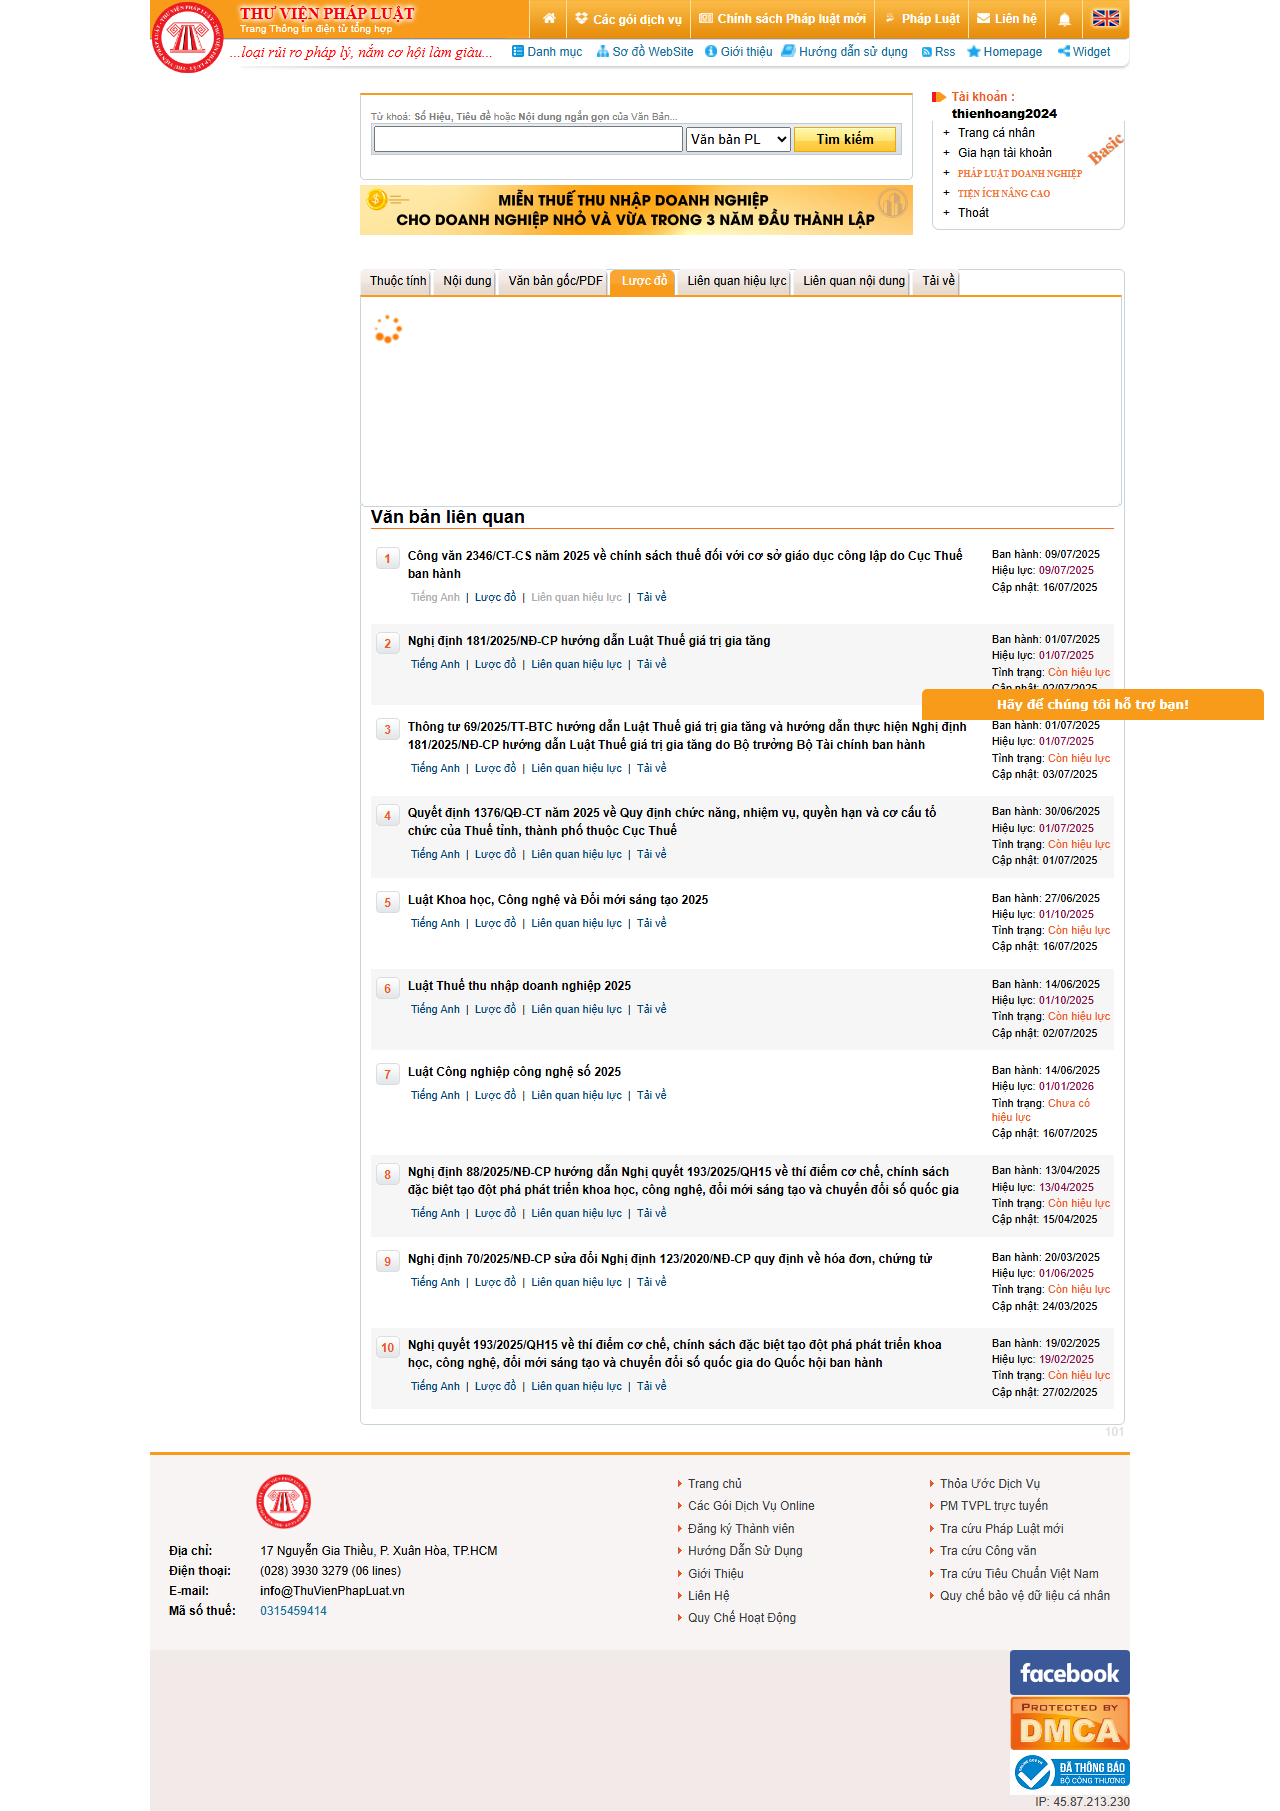 THƯ VIỆN PHÁP LUẬT
Trang Thông tin điện tử tổng hợp
Các gói dịch vụ
Chính sách Pháp luật mới
Pháp Luật
Liên hệ
...loại rủi ro pháp lý, nắm cơ hội làm giàu...
Danh mục
Sơ đồ WebSite
Giới thiệu
Hướng dẫn sử dụng
Rss
Homepage
Widget
Từ khoá: Số Hiệu, Tiêu đề hoặc Nội dung ngắn gọn của Văn Bản...
Văn bản PL
Tìm kiếm
MIỄN THUẾ THU NHẬP DOANH NGHIỆP
CHO DOANH NGHIỆP NHỎ VÀ VỪA TRONG 3 NĂM ĐẦU THÀNH LẬP
Tài khoản :
thienhoang2024
+ Trang cá nhân
+ Gia hạn tài khoản
+ PHÁP LUẬT DOANH NGHIỆP
+ TIỆN ÍCH NÂNG CAO
+ Thoát
Basic
Thuộc tính
Nội dung
Văn bản gốc/PDF
Lược đồ
Liên quan hiệu lực
Liên quan nội dung
Tải về
Văn bản liên quan
1
Công văn 2346/CT-CS năm 2025 về chính sách thuế đối với cơ sở giáo dục công lập do Cục Thuế
ban hành
Tiếng Anh | Lược đồ | Liên quan hiệu lực | Tải về
Ban hành: 09/07/2025
Hiệu lực: 09/07/2025
Cập nhật: 16/07/2025
2
Nghị định 181/2025/NĐ-CP hướng dẫn Luật Thuế giá trị gia tăng
Tiếng Anh | Lược đồ | Liên quan hiệu lực | Tải về
Ban hành: 01/07/2025
Hiệu lực: 01/07/2025
Tình trạng: Còn hiệu lực
Cập nhật: 02/07/2025
Hãy để chúng tôi hỗ trợ bạn!
3
Thông tư 69/2025/TT-BTC hướng dẫn Luật Thuế giá trị gia tăng và hướng dẫn thực hiện Nghị định
181/2025/NĐ-CP hướng dẫn Luật Thuế giá trị gia tăng do Bộ trưởng Bộ Tài chính ban hành
Tiếng Anh | Lược đồ | Liên quan hiệu lực | Tải về
Ban hành: 01/07/2025
Hiệu lực: 01/07/2025
Tình trạng: Còn hiệu lực
Cập nhật: 03/07/2025
4
Quyết định 1376/QĐ-CT năm 2025 về Quy định chức năng, nhiệm vụ, quyền hạn và cơ cấu tổ
chức của Thuế tỉnh, thành phố thuộc Cục Thuế
Tiếng Anh | Lược đồ | Liên quan hiệu lực | Tải về
Ban hành: 30/06/2025
Hiệu lực: 01/07/2025
Tình trạng: Còn hiệu lực
Cập nhật: 01/07/2025
5
Luật Khoa học, Công nghệ và Đổi mới sáng tạo 2025
Tiếng Anh | Lược đồ | Liên quan hiệu lực | Tải về
Ban hành: 27/06/2025
Hiệu lực: 01/10/2025
Tình trạng: Còn hiệu lực
Cập nhật: 16/07/2025
6
Luật Thuế thu nhập doanh nghiệp 2025
Tiếng Anh | Lược đồ | Liên quan hiệu lực | Tải về
Ban hành: 14/06/2025
Hiệu lực: 01/10/2025
Tình trạng: Còn hiệu lực
Cập nhật: 02/07/2025
7
Luật Công nghiệp công nghệ số 2025
Tiếng Anh | Lược đồ | Liên quan hiệu lực | Tải về
Ban hành: 14/06/2025
Hiệu lực: 01/01/2026
Tình trạng: Chưa có
hiệu lực
Cập nhật: 16/07/2025
8
Nghị định 88/2025/NĐ-CP hướng dẫn Nghị quyết 193/2025/QH15 về thí điểm cơ chế, chính sách
đặc biệt tạo đột phá phát triển khoa học, công nghệ, đổi mới sáng tạo và chuyển đổi số quốc gia
Tiếng Anh | Lược đồ | Liên quan hiệu lực | Tải về
Ban hành: 13/04/2025
Hiệu lực: 13/04/2025
Tình trạng: Còn hiệu lực
Cập nhật: 15/04/2025
9
Nghị định 70/2025/NĐ-CP sửa đổi Nghị định 123/2020/NĐ-CP quy định về hóa đơn, chứng từ
Tiếng Anh | Lược đồ | Liên quan hiệu lực | Tải về
Ban hành: 20/03/2025
Hiệu lực: 01/06/2025
Tình trạng: Còn hiệu lực
Cập nhật: 24/03/2025
10
Nghị quyết 193/2025/QH15 về thí điểm cơ chế, chính sách đặc biệt tạo đột phá phát triển khoa
học, công nghệ, đổi mới sáng tạo và chuyển đổi số quốc gia do Quốc hội ban hành
Tiếng Anh | Lược đồ | Liên quan hiệu lực | Tải về
Ban hành: 19/02/2025
Hiệu lực: 19/02/2025
Tình trạng: Còn hiệu lực
Cập nhật: 27/02/2025
101
Địa chỉ: 17 Nguyễn Gia Thiều, P. Xuân Hòa, TP.HCM
Điện thoại: (028) 3930 3279 (06 lines)
E-mail: info@ThuVienPhapLuat.vn
Mã số thuế: 0315459414
Trang chủ
Các Gói Dịch Vụ Online
Đăng ký Thành viên
Hướng Dẫn Sử Dụng
Giới Thiệu
Liên Hệ
Quy Chế Hoạt Động
Thỏa Ước Dịch Vụ
PM TVPL trực tuyến
Tra cứu Pháp Luật mới
Tra cứu Công văn
Tra cứu Tiêu Chuẩn Việt Nam
Quy chế bảo vệ dữ liệu cá nhân
facebook
PROTECTED BY
DMCA
ĐÃ THÔNG BÁO
BỘ CÔNG THƯƠNG
IP: 45.87.213.230